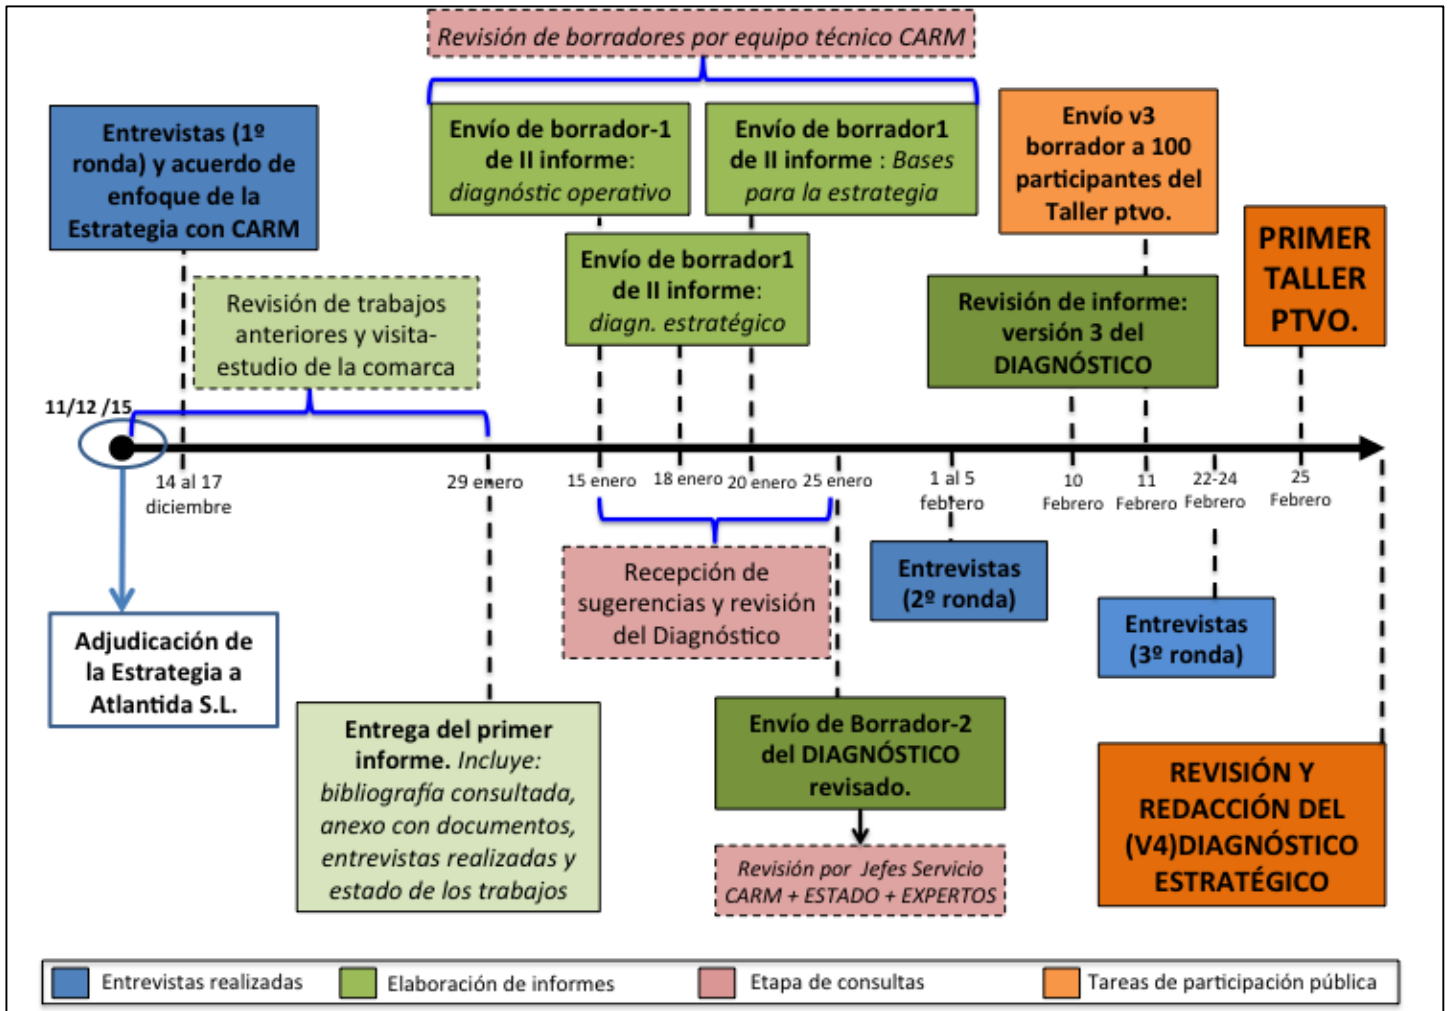 Revisión de borradores por equipo técnico CARM
Entrevistas (1º
ronda) y acuerdo de
enfoque de la
Estrategia con CARM
Envío de borrador-1
de II informe:
diagnóstic operativo
Envío de borrador1
de II informe : Bases
para la estrategia
Envío v3
borrador a 100
participantes del
Taller ptvo.
PRIMER
TALLER
PTVO.
Envío de borrador1
de II informe:
diagn. estratégico
Revisión de trabajos
anteriores y visita-
estudio de la comarca
Revisión de informe:
versión 3 del
DIAGNÓSTICO
11/12 /15
14 al 17
diciembre
29 enero
15 enero
18 enero
20 enero
25 enero
1 al 5
febrero
10
Febrero
11
Febrero
22-24
Febrero
25
Febrero
Adjudicación de
la Estrategia a
Atlantida S.L.
Recepción de
sugerencias y revisión
del Diagnóstico
Entrevistas
(2º ronda)
Entrevistas
(3º ronda)
Entrega del primer
informe. Incluye:
bibliografía consultada,
anexo con documentos,
entrevistas realizadas y
estado de los trabajos
Envío de Borrador-2
del DIAGNÓSTICO
revisado.
Revisión por Jefes Servicio
CARM + ESTADO + EXPERTOS
REVISIÓN Y
REDACCIÓN DEL
(V4)DIAGNÓSTICO
ESTRATÉGICO
Entrevistas realizadas
Elaboración de informes
Etapa de consultas
Tareas de participación pública